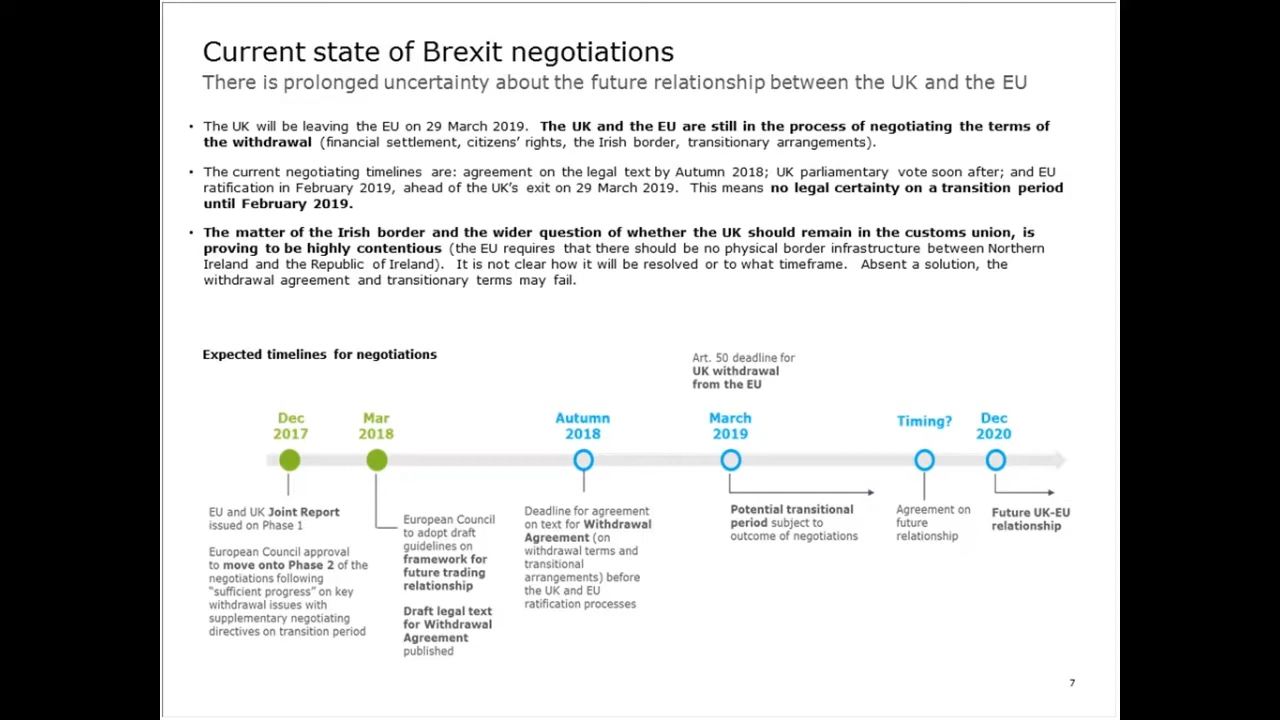 Current state of Brexit negotiations
There is prolonged uncertainty about the future relationship between the UK and the EU
• The UK will be leaving the EU on 29 March 2019. The UK and the EU are still in the process of negotiating the terms of
the withdrawal (financial settlement, citizens' rights, the Irish border, transitionary arrangements).
• The current negotiating timelines are: agreement on the legal text by Autumn 2018; UK parliamentary vote soon after; and EU
ratification in February 2019, ahead of the UK's exit on 29 March 2019. This means no legal certainty on a transition period
until February 2019.
• The matter of the Irish border and the wider question of whether the UK should remain in the customs union, is
proving to be highly contentious (the EU requires that there should be no physical border infrastructure between Northern
Ireland and the Republic of Ireland). It is not clear how it will be resolved or to what timeframe. Absent a solution, the
withdrawal agreement and transitionary terms may fail.
Expected timelines for negotiations
Art. 50 deadline for
UK withdrawal
from the EU
Dec
2017
Mar
2018
Autumn
2018
March
2019
Timing?
Dec
2020
EU and UK Joint Report
issued on Phase 1
European Council approval
to move onto Phase 2 of the
negotiations following
"sufficient progress" on key
withdrawal issues with
supplementary negotiating
directives on transition period
European Council
to adopt draft
guidelines on
framework for
future trading
relationship
Draft legal text
for Withdrawal
Agreement
published
Deadline for agreement
on text for Withdrawal
Agreement (on
withdrawal terms and
transitional
arrangements) before
the UK and EU
ratification processes
Potential transitional
period subject to
outcome of negotiations
Agreement on
future
relationship
Future UK-EU
relationship
7